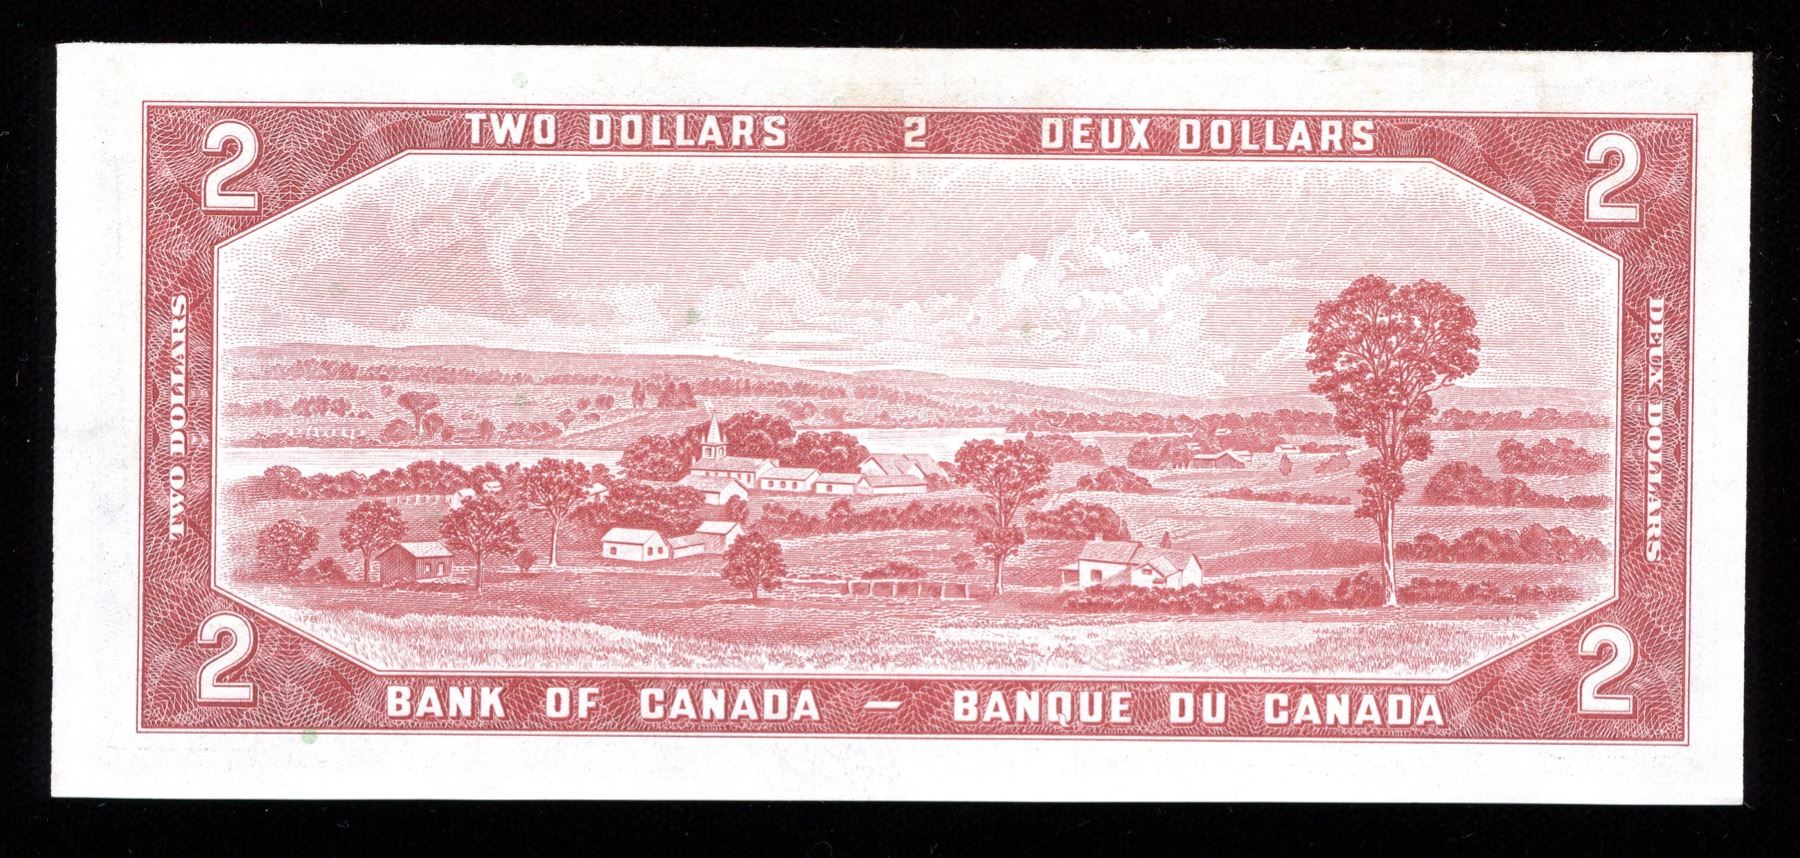 TWO DOLLARS 2 DEUX DOLLARS
2
2
TWO DOLLARS
DEUX DOLLARS
2
2
BANK OF CANADA — BANQUE DU CANADA